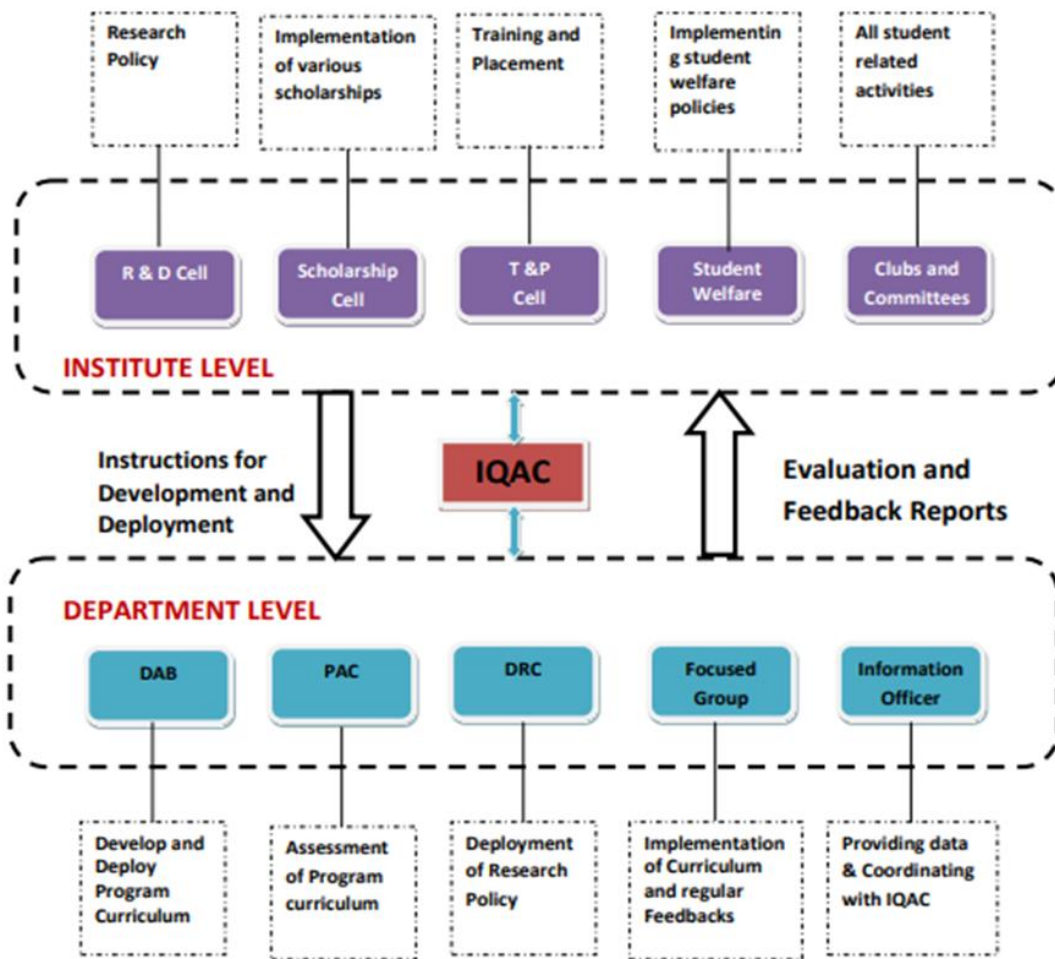 Research
Policy
Implementation
of various
scholarships
Training and
Placement
Implementin
g student
welfare
policies
All student
related
activities
R & D Cell
Scholarship
Cell
T &P
Cell
Student
Welfare
Clubs and
Committees
INSTITUTE LEVEL
Instructions for
Development and
Deployment
IQAC
Evaluation and
Feedback Reports
DEPARTMENT LEVEL
DAB
PAC
DRC
Focused
Group
Information
Officer
Develop and
Deploy
Program
Curriculum
Assessment
of Program
curriculum
Deployment
of Research
Policy
Implementation
of Curriculum
and regular
Feedbacks
Providing data
& Coordinating
with IQAC